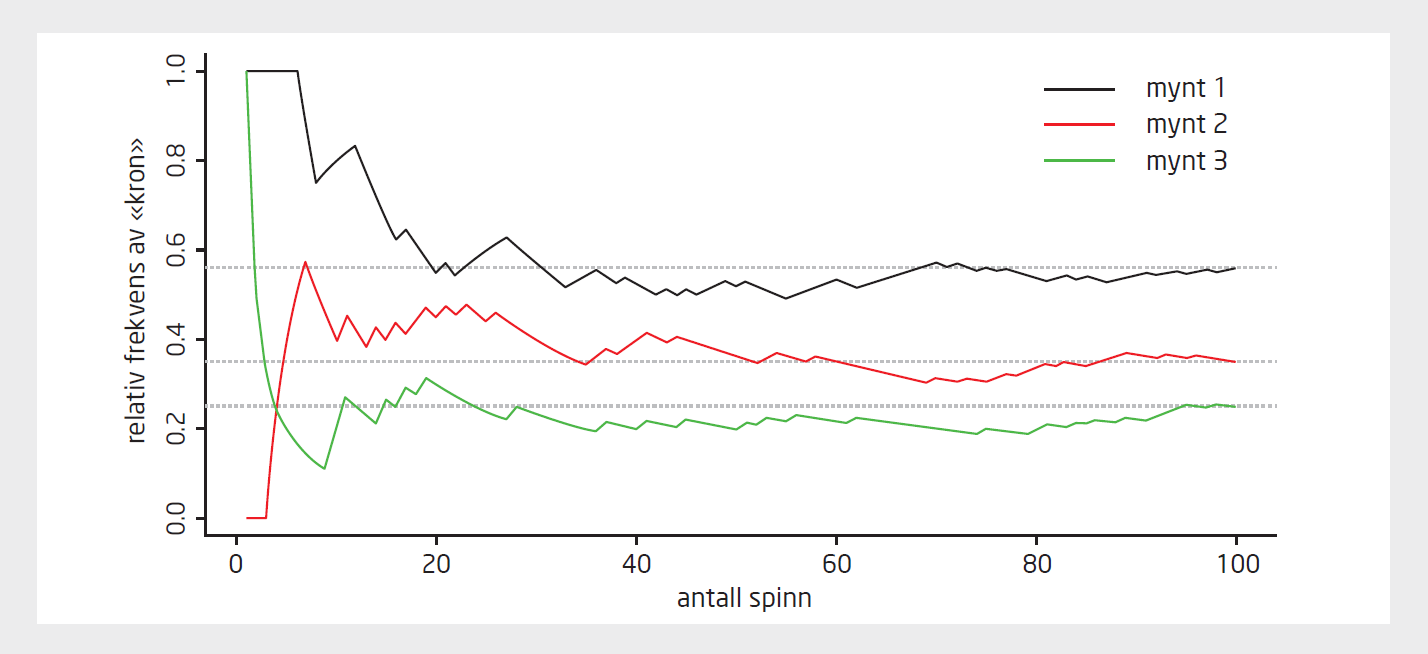 relativ frekvens av «kron»
1.0
0.8
0.6
0.4
0.2
0.0
mynt 1
mynt 2
mynt 3
0 20 40 60 80 100
antall spinn